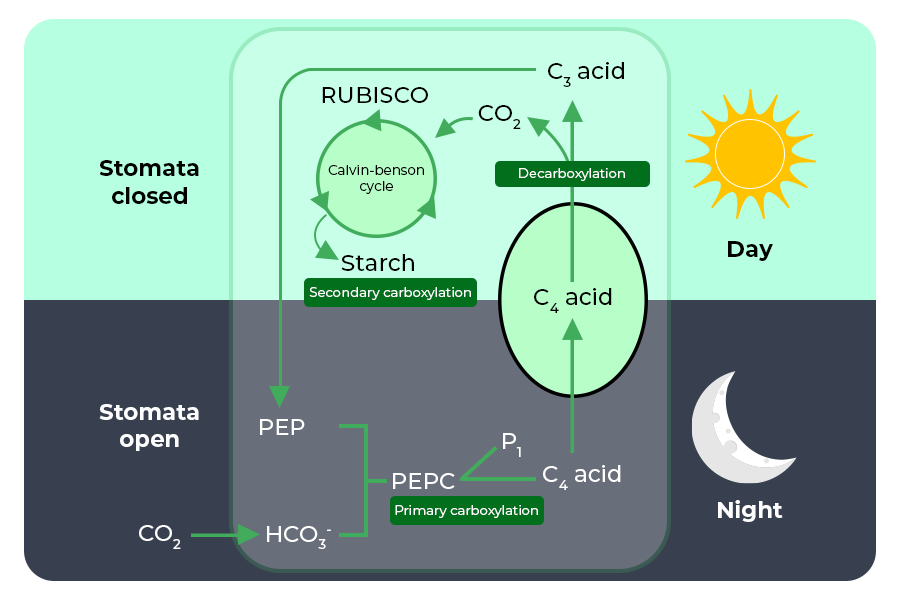 C3 acid
RUBISCO
CO2
Stomata
closed
Calvin-benson
cycle
Decarboxylation
Day
Starch
Secondary carboxylation
C4 acid
Stomata
open
PEP
P1
PEPC
C4 acid
Primary carboxylation
Night
CO2
HCO3-